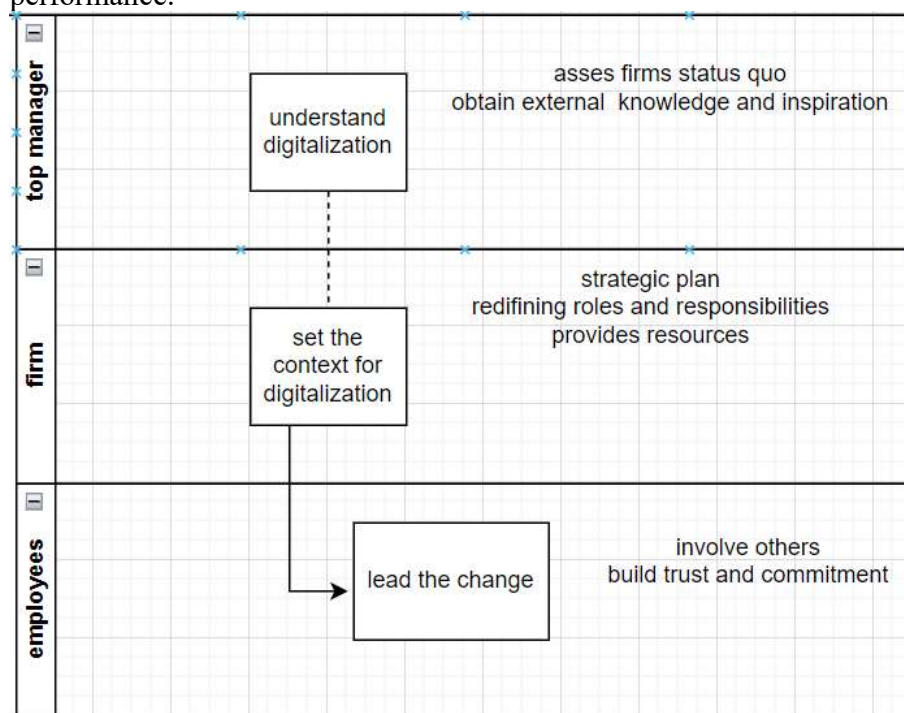 performance.
top manager
understand
digitalization
asses firms status quo
obtain external knowledge and inspiration
firm
set the
context for
digitalization
strategic plan
redifining roles and responsibilities
provides resources
employees
lead the change
involve others
build trust and commitment